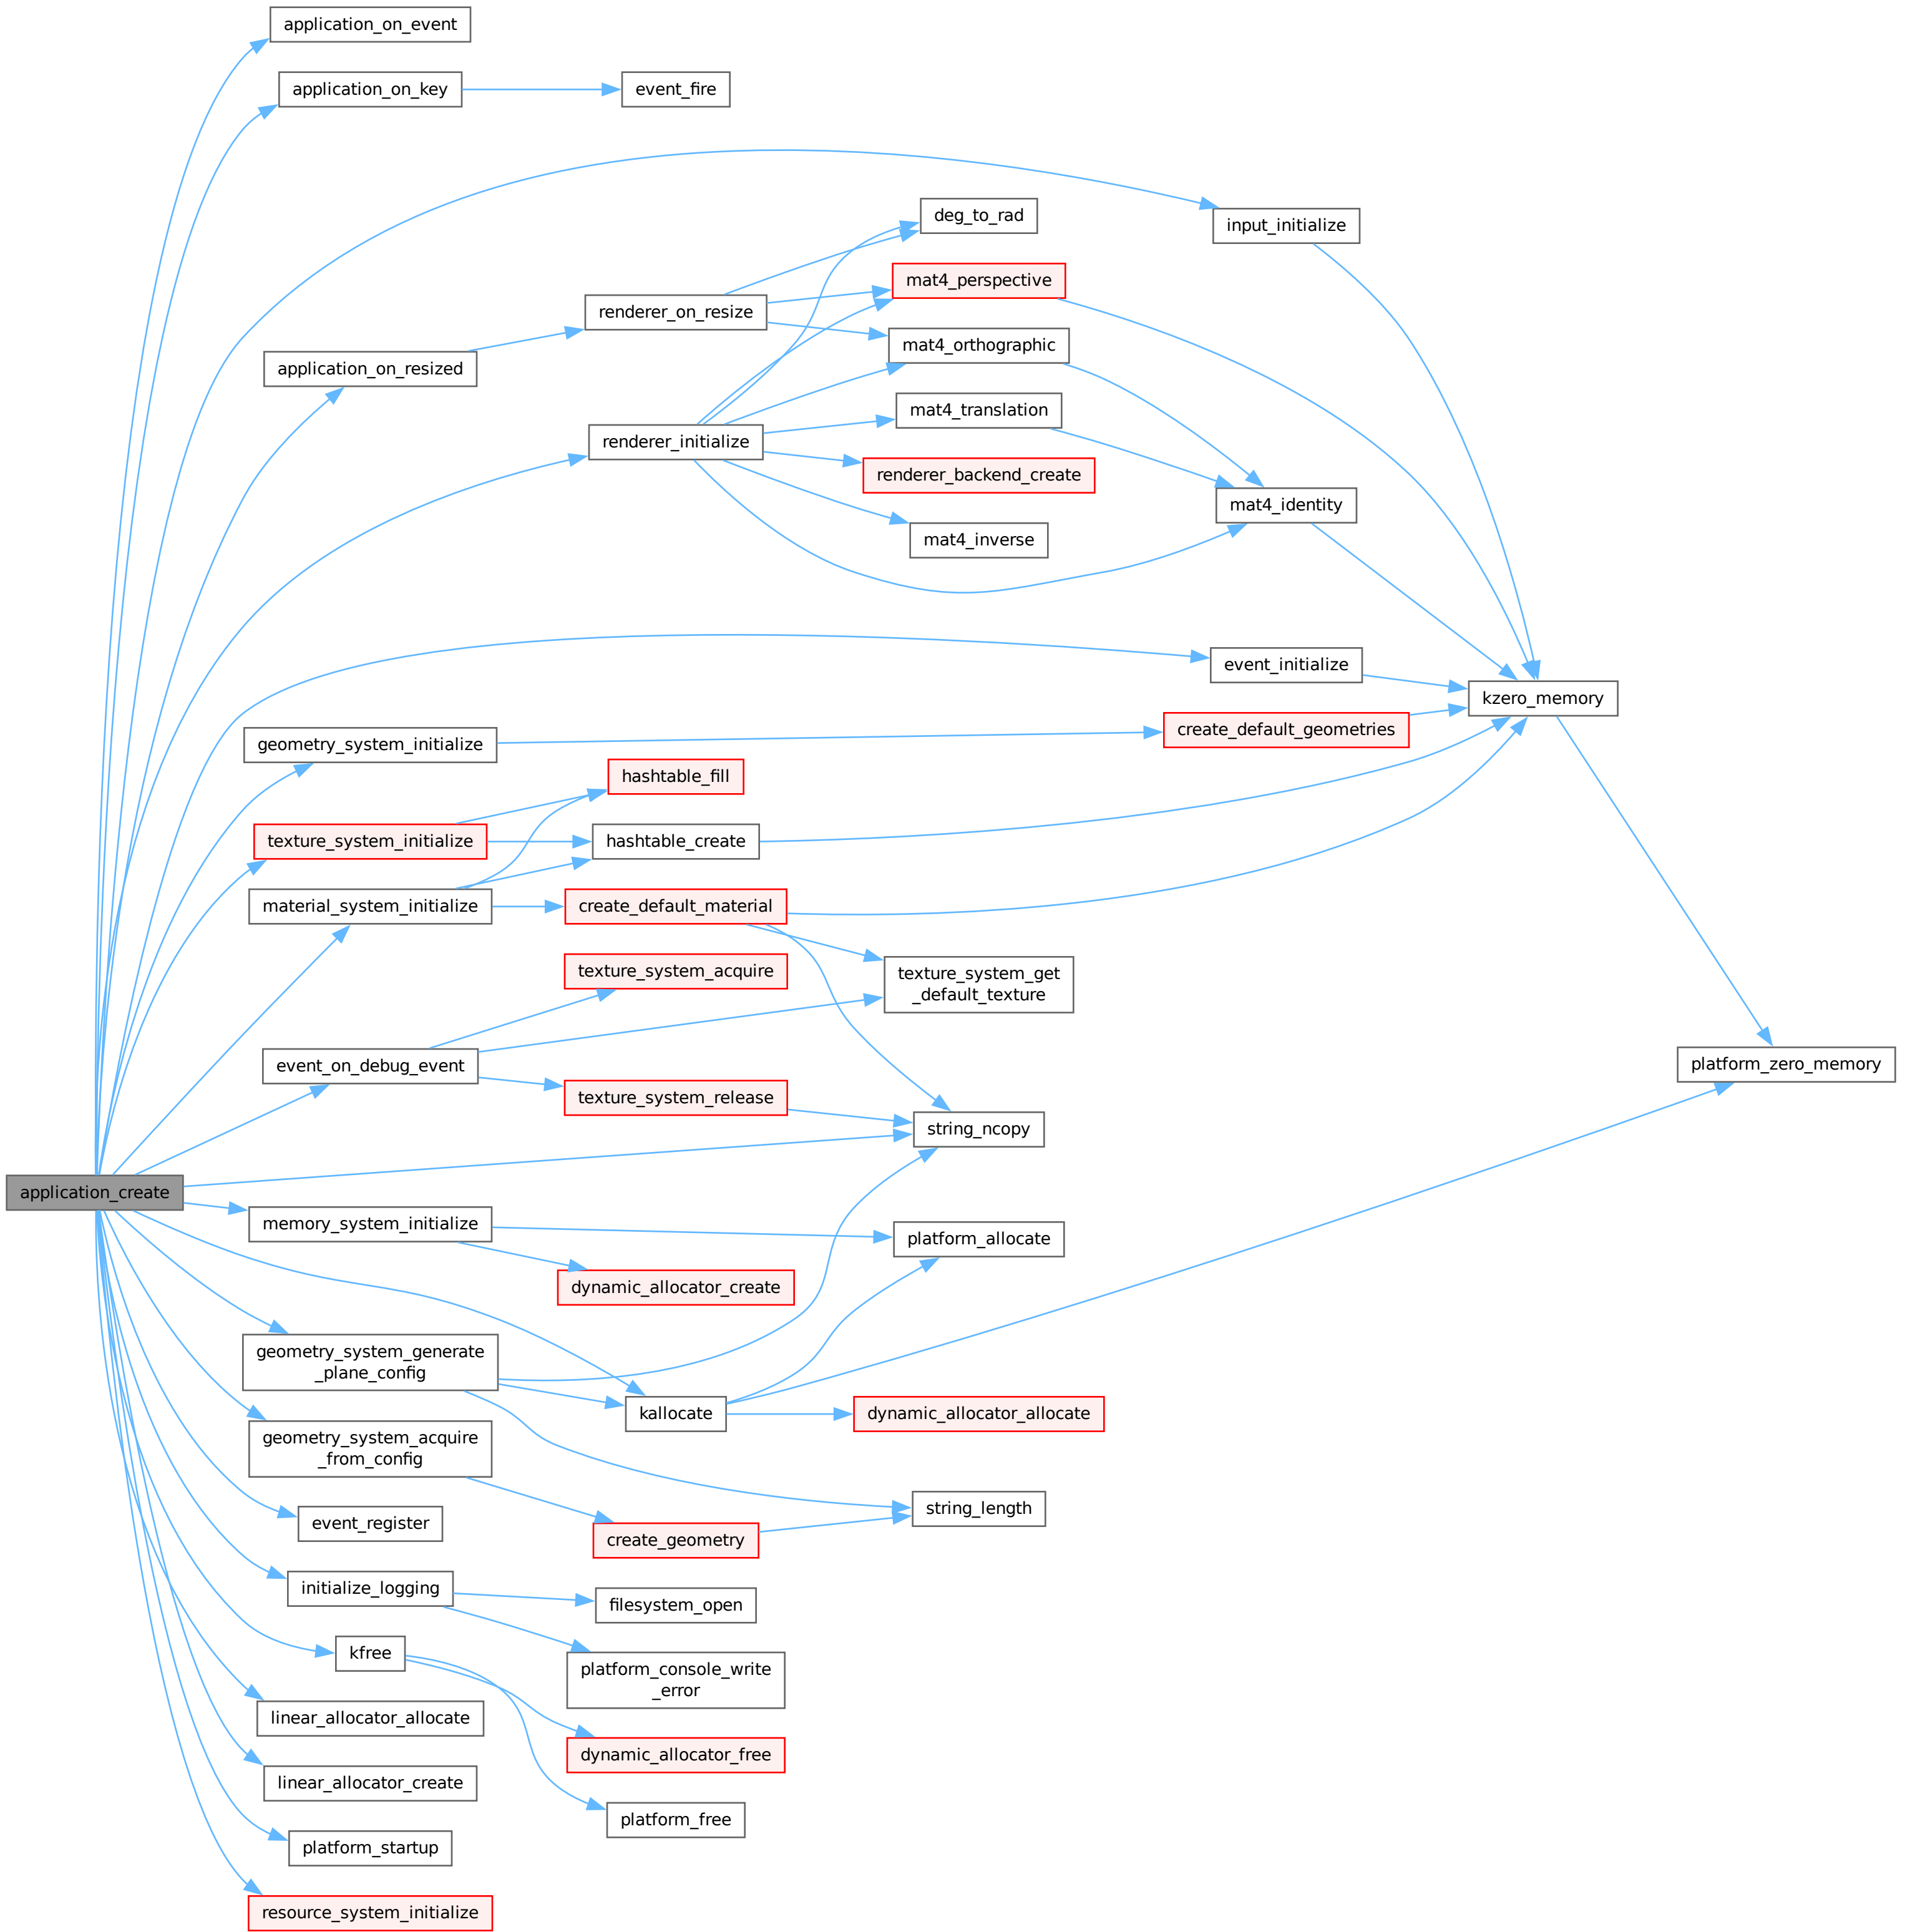 application_on_event
application_on_key
event_fire
deg_to_rad
input_initialize
mat4_perspective
renderer_on_resize
mat4_orthographic
application_on_resized
mat4_translation
renderer_initialize
renderer_backend_create
mat4_identity
mat4_inverse
event_initialize
kzero_memory
create_default_geometries
geometry_system_initialize
hashtable_fill
texture_system_initialize
hashtable_create
material_system_initialize
create_default_material
texture_system_acquire
texture_system_get
_default_texture
event_on_debug_event
platform_zero_memory
texture_system_release
string_ncopy
application_create
memory_system_initialize
platform_allocate
dynamic_allocator_create
geometry_system_generate
_plane_config
kallocate
dynamic_allocator_allocate
geometry_system_acquire
_from_config
string_length
event_register
create_geometry
initialize_logging
filesystem_open
kfree
platform_console_write
_error
linear_allocator_allocate
dynamic_allocator_free
linear_allocator_create
platform_free
platform_startup
resource_system_initialize